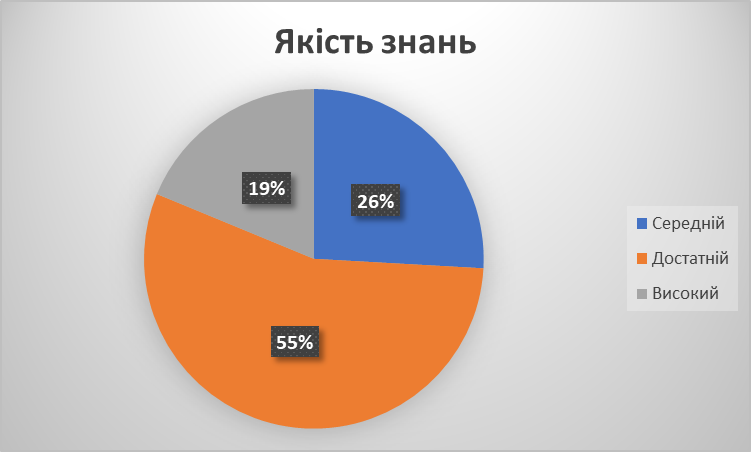 Якість знань
19%
26%
55%
Середній
Достатній
Високий